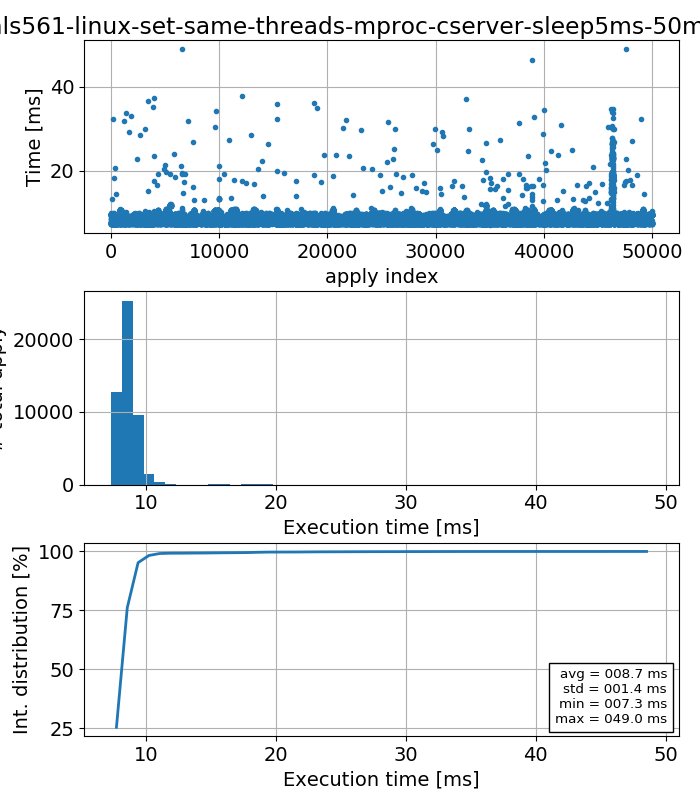 ls561-linux-set-same-threads-mproc-cserver-sleep5ms-50m
Time [ms]
40
20
0
10000
20000
30000
40000
50000
apply index
# total apply
20000
10000
0
10
20
30
40
50
Execution time [ms]
Int. distribution [%]
100
75
50
25
avg = 008.7 ms
std = 001.4 ms
min = 007.3 ms
max = 049.0 ms
10
20
30
40
50
Execution time [ms]